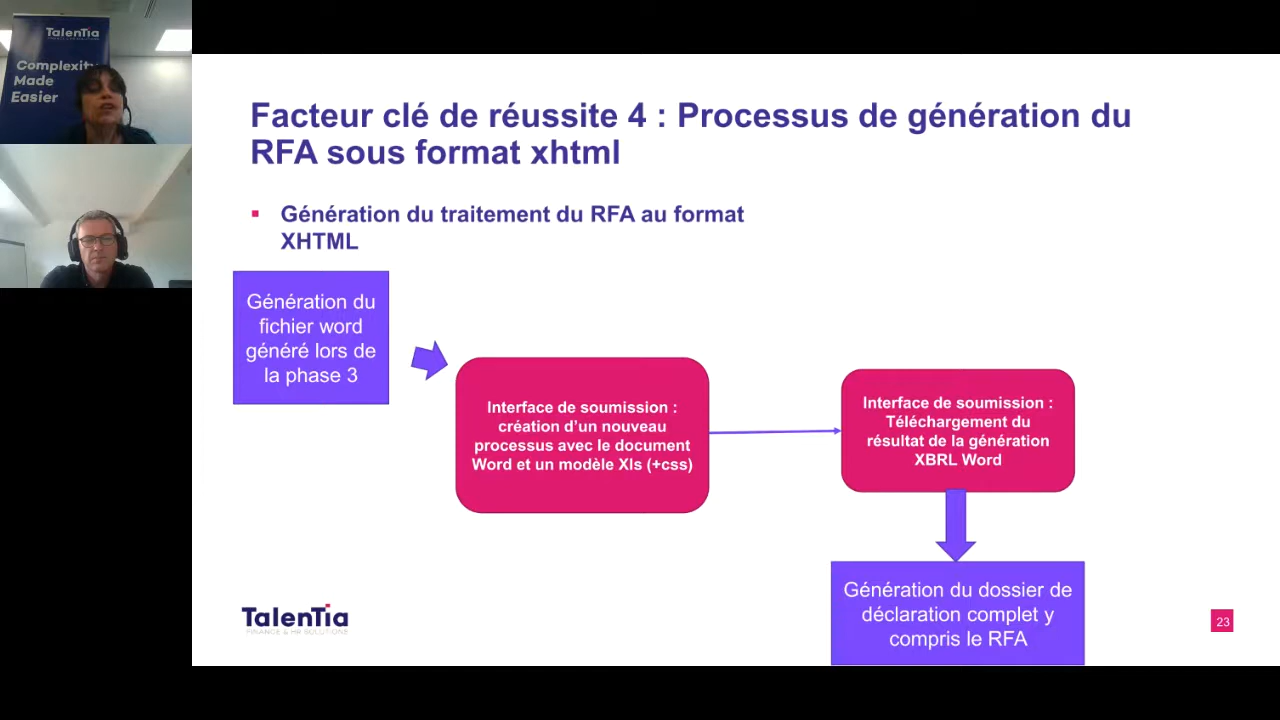 TalenTia
Complexity
Made
Easier
Facteur clé de réussite 4 : Processus de génération du
RFA sous format xhtml
Génération du traitement du RFA au format
XHTML
Génération du
fichier word
généré lors de
la phase 3
Interface de soumission :
création d’un nouveau
processus avec le document
Word et un modèle Xls (+css)
Interface de soumission :
Téléchargement du
résultat de la génération
XBRL Word
Génération du dossier de
déclaration complet y
compris le RFA
TalenTia
FINANCE & HR SOLUTIONS
23